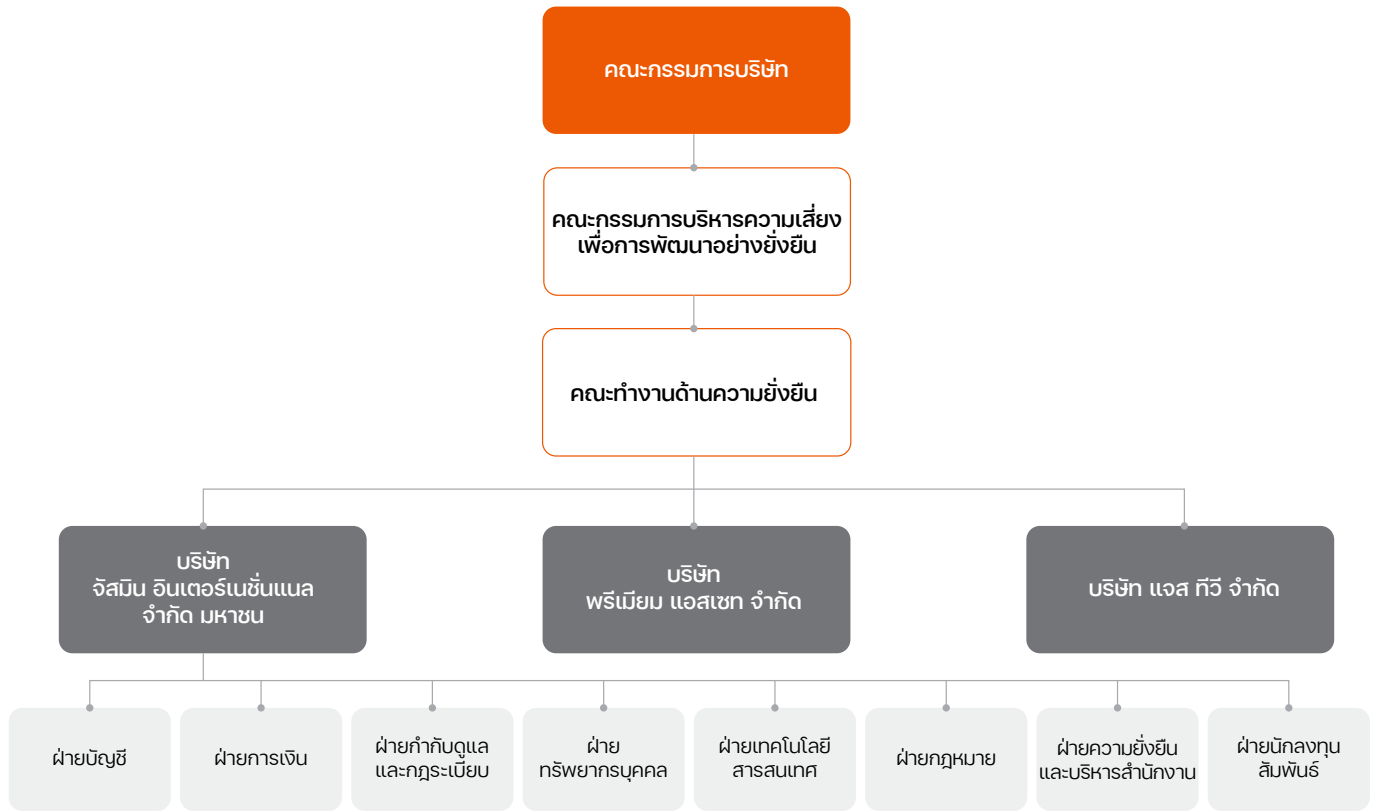 คณะกรรมการบริษัท
คณะกรรมการบริหารความเสี่ยง
เพื่อการพัฒนาอย่างยั่งยืน
คณะทำงานด้านความยั่งยืน
บริษัท
จัสมิน อินเตอร์เนชั่นแนล
จำกัด มหาชน
บริษัท
พรีเมียม แอสเซท จำกัด
บริษัท แจส ทีวี จำกัด
ฝ่ายบัญชี
ฝ่ายการเงิน
ฝ่ายกำกับดูแล
และกฎระเบียบ
ฝ่าย
ทรัพยากรบุคคล
ฝ่ายเทคโนโลยี
สารสนเทศ
ฝ่ายกฎหมาย
ฝ่ายความยั่งยืน
และบริหารสำนักงาน
ฝ่ายนักลงทุน
สัมพันธ์